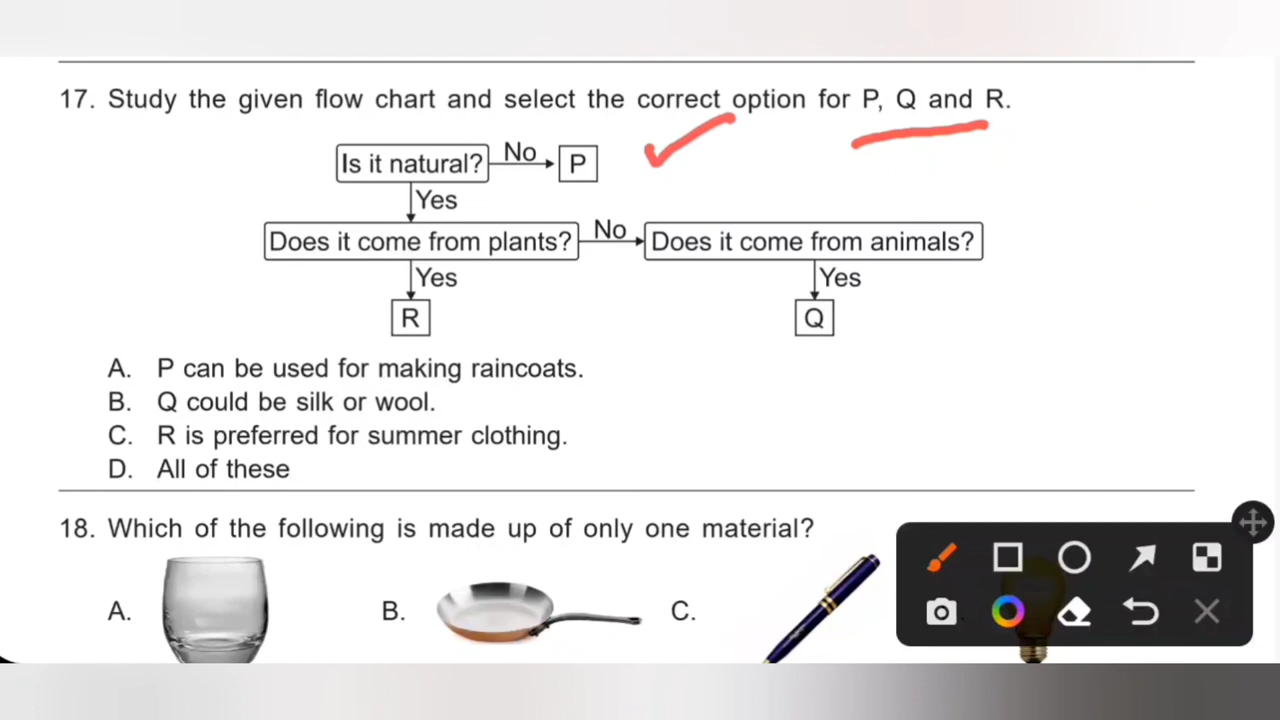 17. Study the given flow chart and select the correct option for P, Q and R.
Is it natural? No P
Yes
Does it come from plants? No Does it come from animals?
Yes Yes
R Q
A. P can be used for making raincoats.
B. Q could be silk or wool.
C. R is preferred for summer clothing.
D. All of these
18. Which of the following is made up of only one material?
A. B. C.